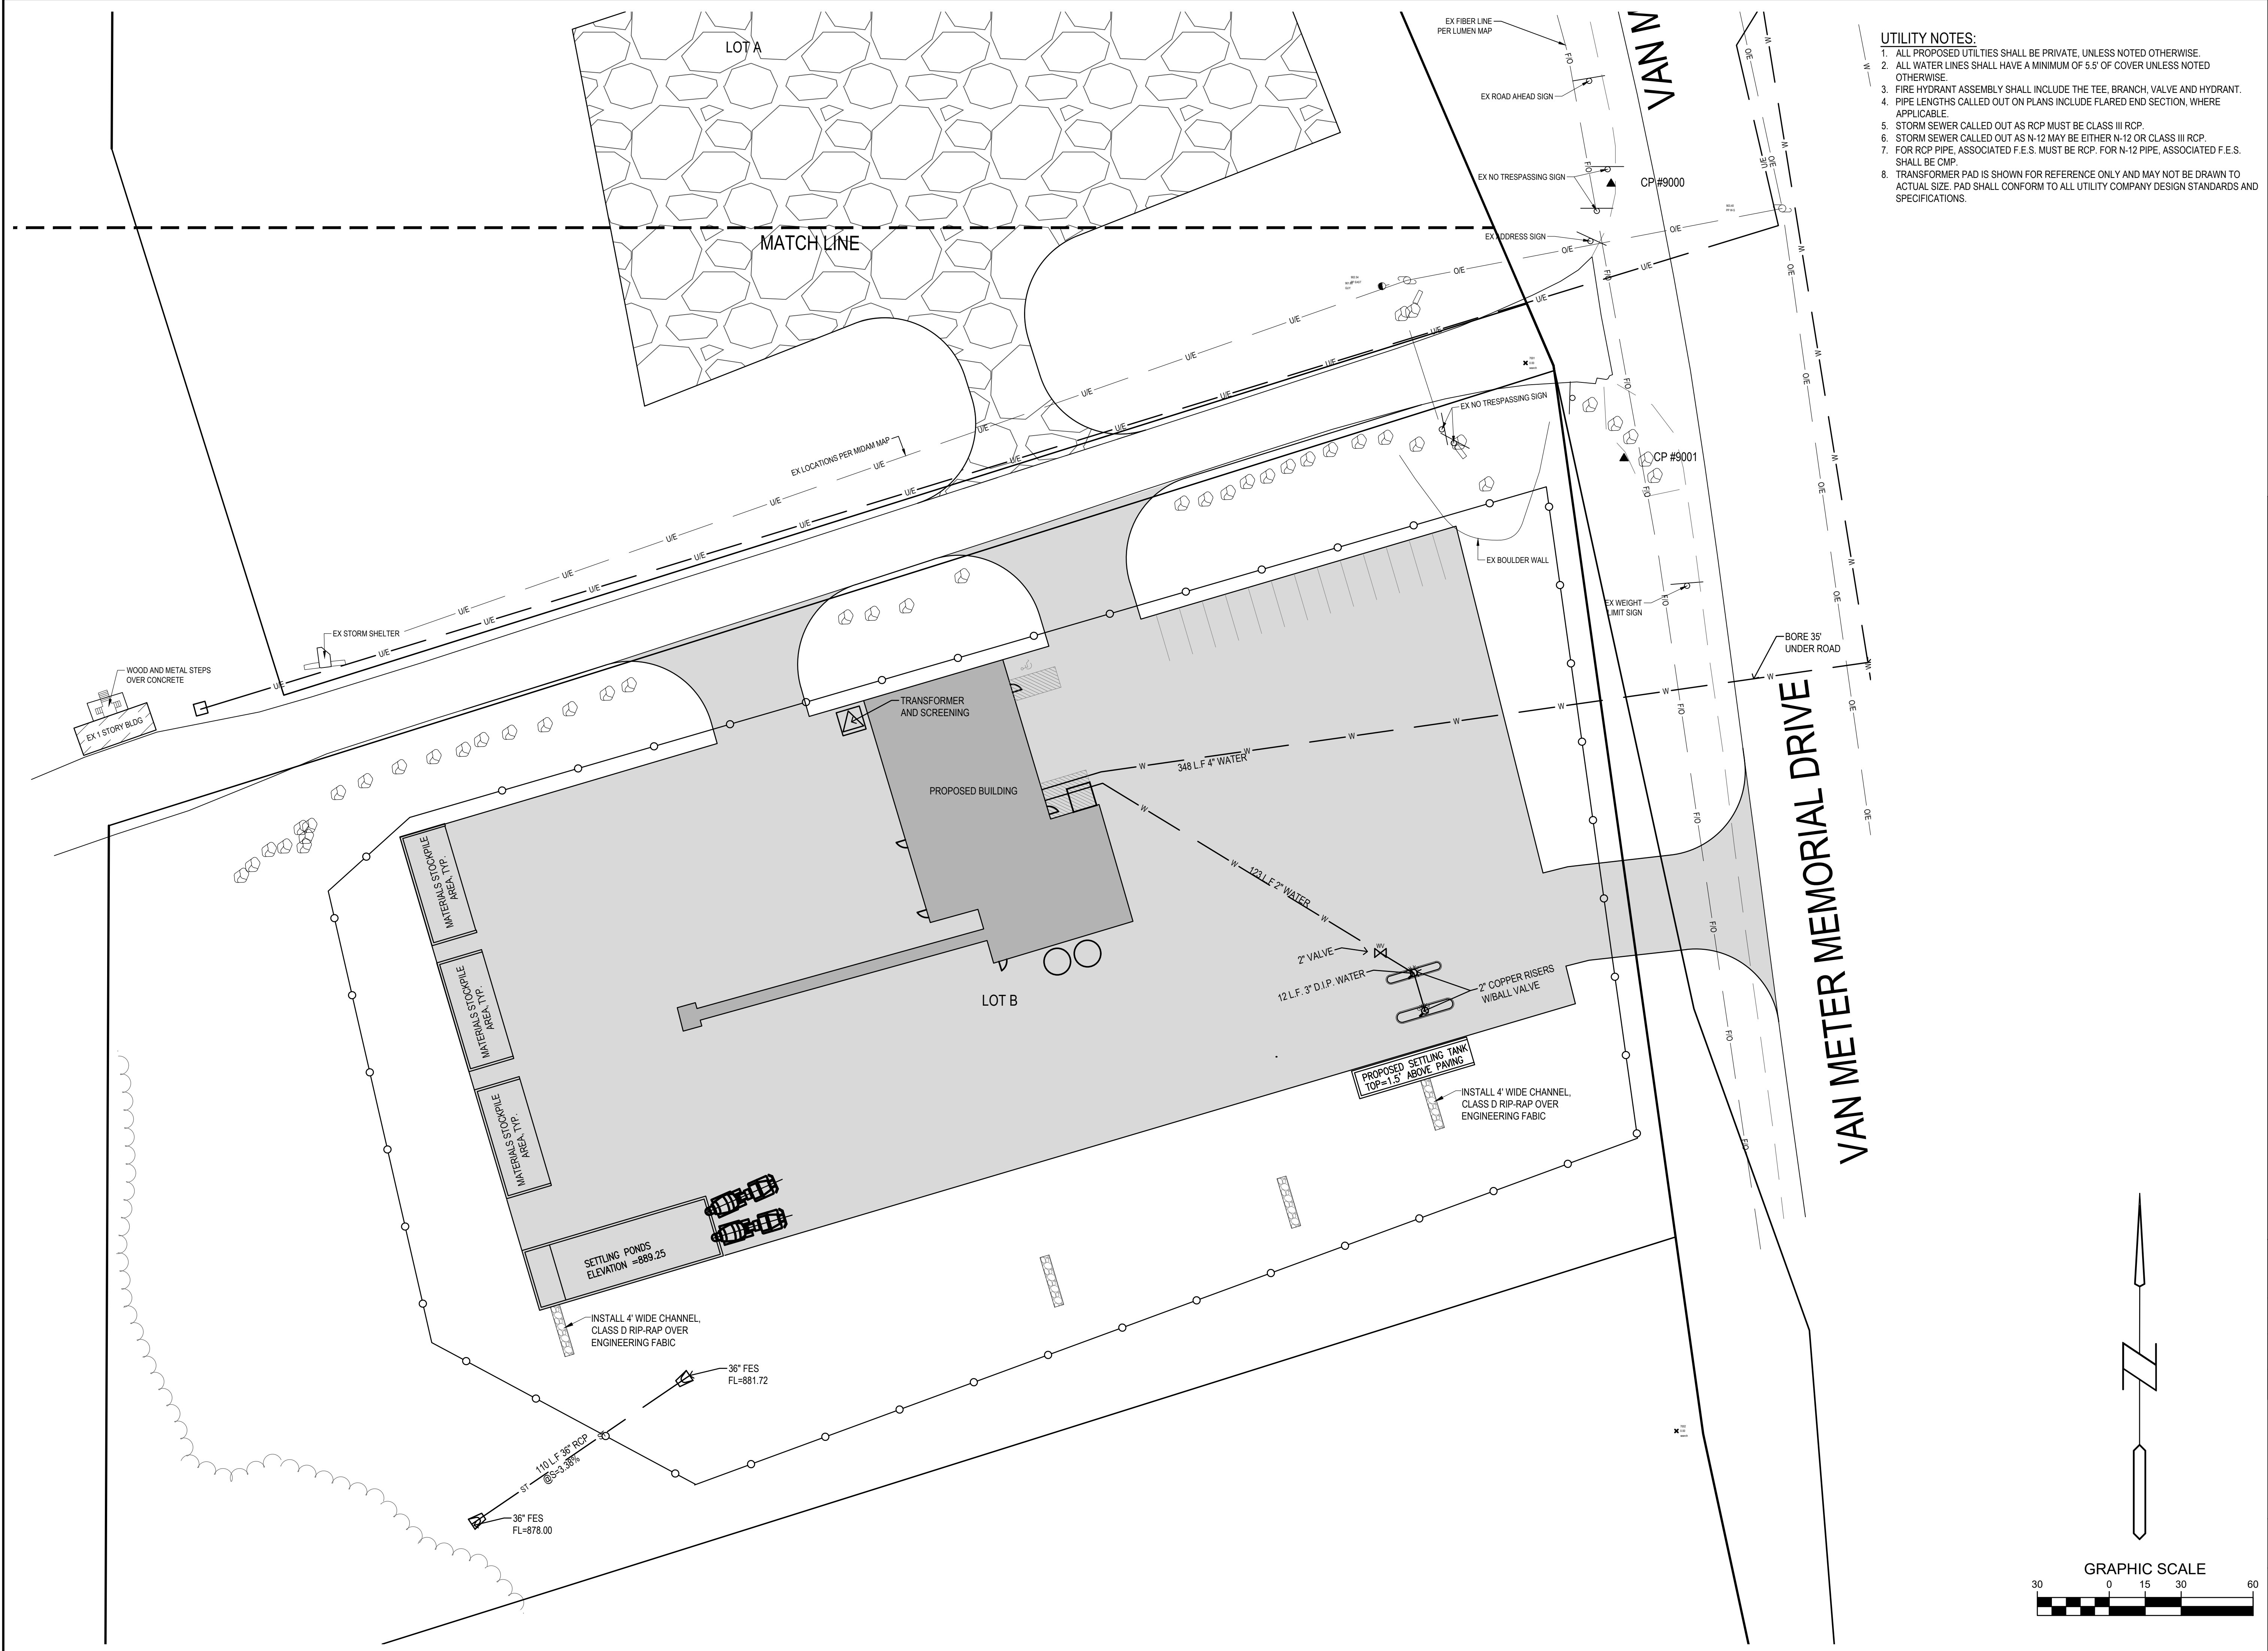 LOT A
MATCH LINE
EX FIBER LINE
PER LUMEN MAP
F/O
EX ROAD AHEAD SIGN
F/O
EX NO TRESPASSING SIGN
CP #9000
EX ADDRESS SIGN
VAN M
O/E
U/E
W
UTILITY NOTES:
1. ALL PROPOSED UTILTIES SHALL BE PRIVATE, UNLESS NOTED OTHERWISE.
2. ALL WATER LINES SHALL HAVE A MINIMUM OF 5.5' OF COVER UNLESS NOTED
OTHERWISE.
3. FIRE HYDRANT ASSEMBLY SHALL INCLUDE THE TEE, BRANCH, VALVE AND HYDRANT.
4. PIPE LENGTHS CALLED OUT ON PLANS INCLUDE FLARED END SECTION, WHERE
APPLICABLE.
5. STORM SEWER CALLED OUT AS RCP MUST BE CLASS III RCP.
6. STORM SEWER CALLED OUT AS N-12 MAY BE EITHER N-12 OR CLASS III RCP.
7. FOR RCP PIPE, ASSOCIATED F.E.S. MUST BE RCP. FOR N-12 PIPE, ASSOCIATED F.E.S.
SHALL BE CMP.
8. TRANSFORMER PAD IS SHOWN FOR REFERENCE ONLY AND MAY NOT BE DRAWN TO
ACTUAL SIZE. PAD SHALL CONFORM TO ALL UTILITY COMPANY DESIGN STANDARDS AND
SPECIFICATIONS.
EX LOCATIONS PER MIDAM MAP
EX NO TRESPASSING SIGN
CP #9001
EX BOULDER WALL
EX WEIGHT
LIMIT SIGN
BORE 35'
UNDER ROAD
EX STORM SHELTER
WOOD AND METAL STEPS
OVER CONCRETE
EX 1 STORY BLDG
TRANSFORMER
AND SCREENING
PROPOSED BUILDING
348 L.F 4" WATER
123 L.F 2" WATER
WV
2" VALVE
12 L.F. 3" D.I.P. WATER
2" COPPER RISERS
W/BALL VALVE
LOT B
VAN METER MEMORIAL DRIVE
MATERIALS STOCKPILE
AREA, TYP.
MATERIALS STOCKPILE
AREA, TYP.
MATERIALS STOCKPILE
AREA, TYP.
PROPOSED SETTLING TANK
TOP=1.5' ABOVE PAVING
INSTALL 4' WIDE CHANNEL,
CLASS D RIP-RAP OVER
ENGINEERING FABIC
SETTLING PONDS
ELEVATION =889.25
INSTALL 4' WIDE CHANNEL,
CLASS D RIP-RAP OVER
ENGINEERING FABIC
36" FES
FL=881.72
110 L.F 36" RCP
@S=3.38%
ST
ST
36" FES
FL=878.00
N
GRAPHIC SCALE
30 0 15 30 60